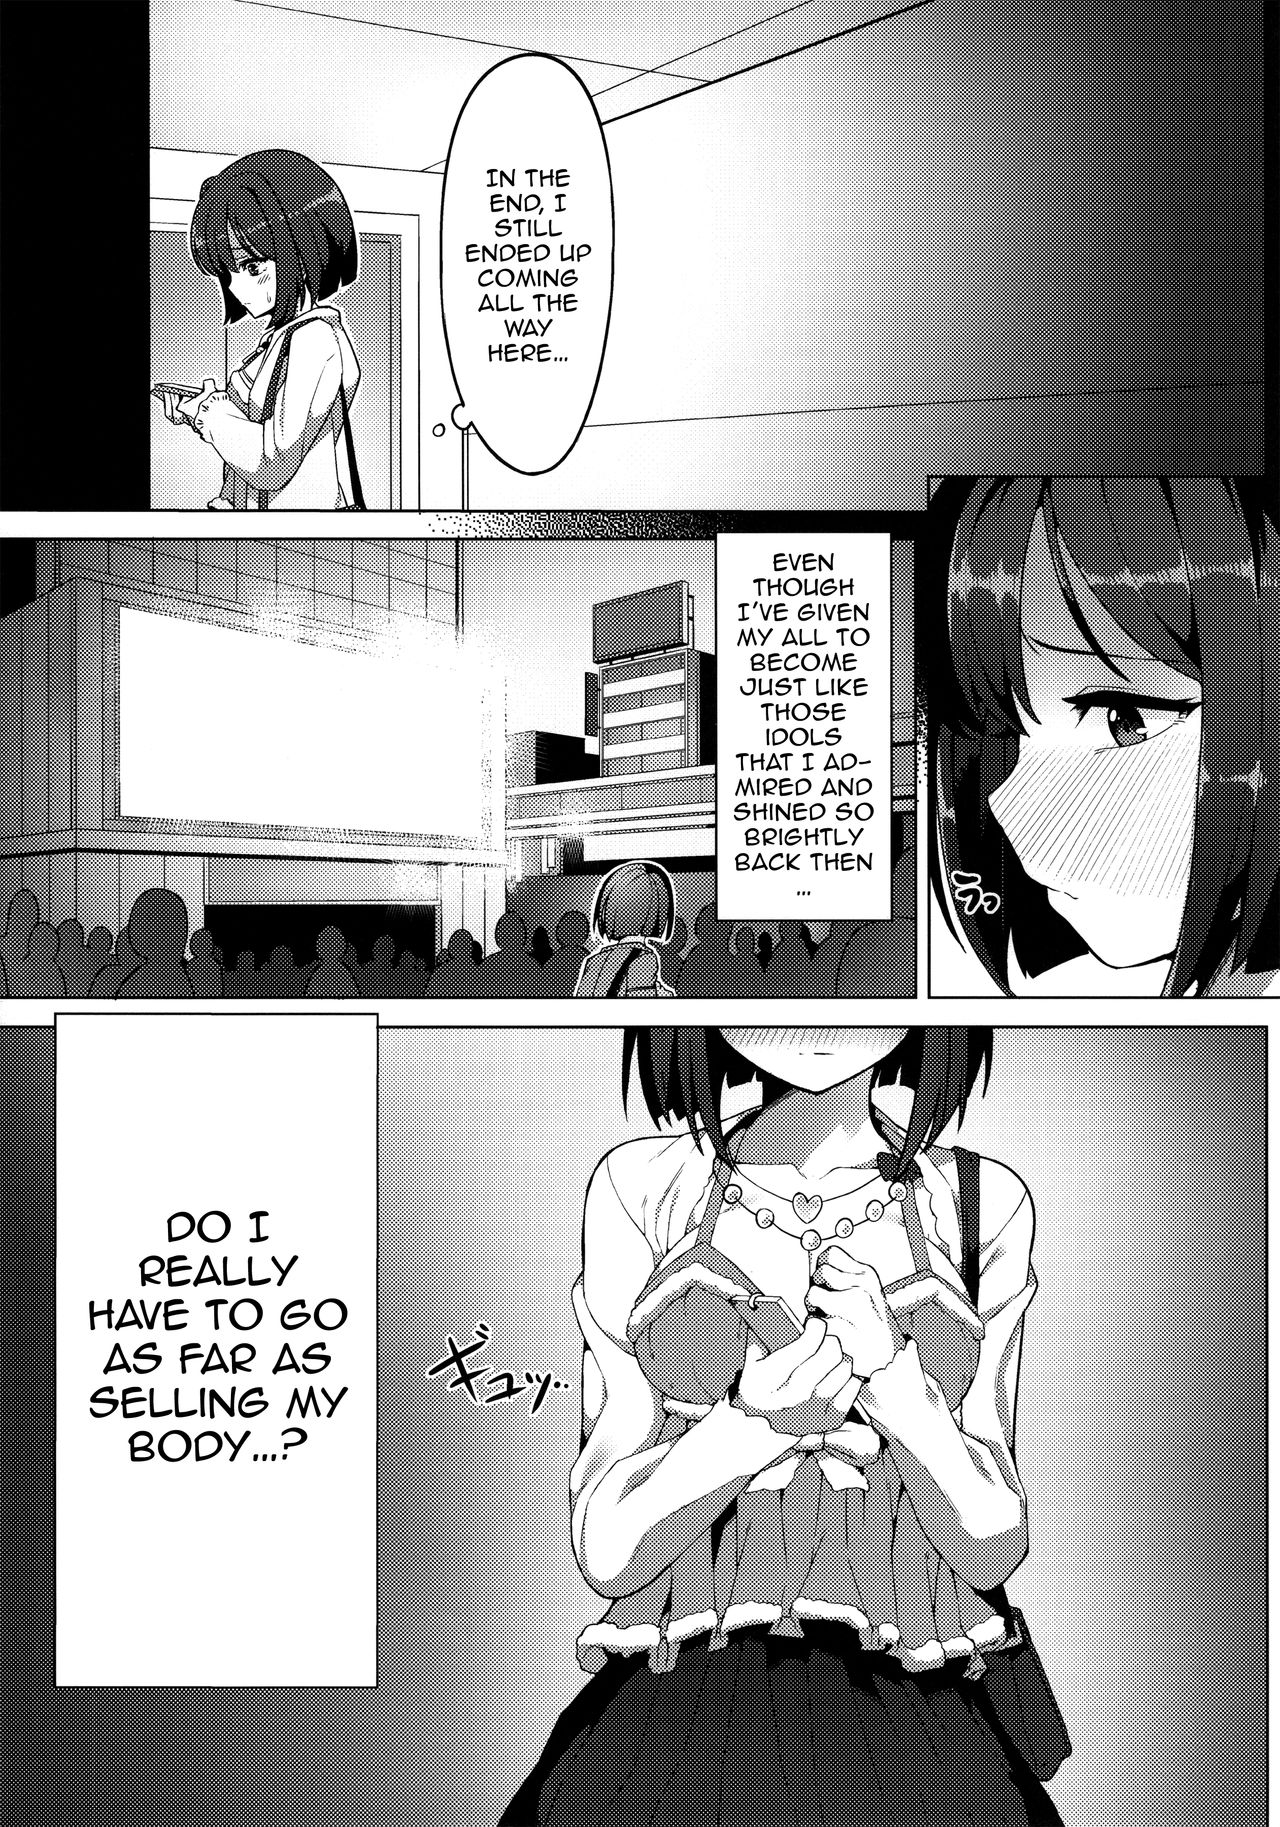 IN THE
END, I
STILL
ENDED UP
COMING
ALL THE
WAY
HERE...
EVEN
THOUGH
I'VE GIVEN
MY ALL TO
BECOME
JUST LIKE
THOSE
IDOLS
THAT I AD-
MIRED AND
SHINED SO
BRIGHTLY
BACK THEN
...
うっ
DO I
REALLY
HAVE TO GO
AS FAR AS
SELLING MY
BODY...?
ギュッ..